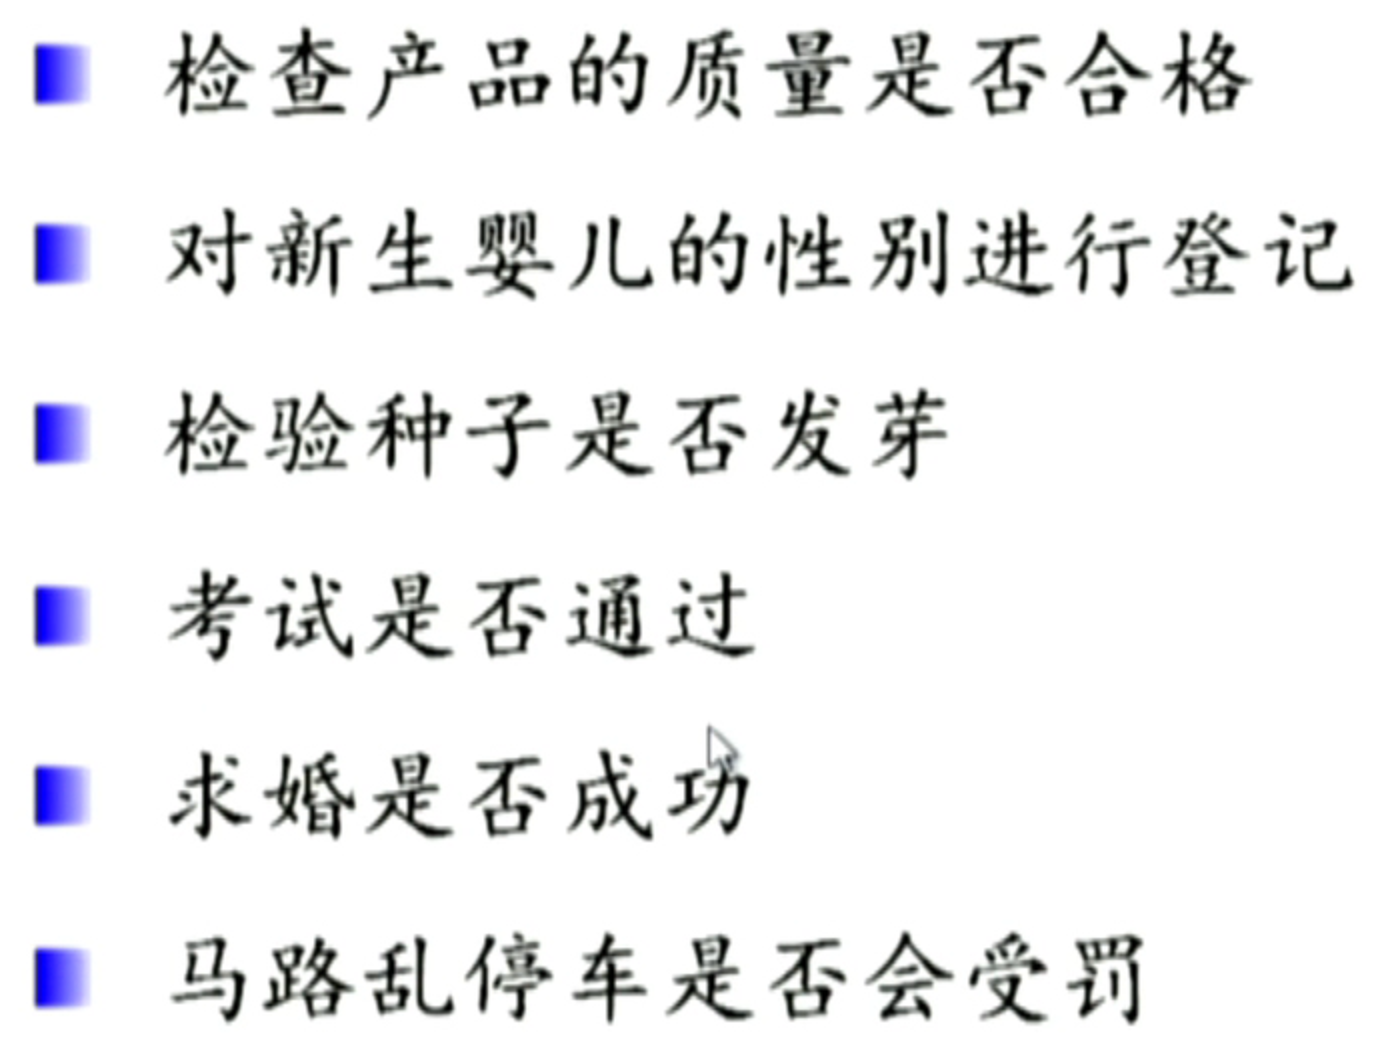 检查产品的质量是否合格
对新生婴儿的性别进行登记
检验种子是否发芽
考试是否通过
求婚是否成功
马路乱停车是否会受罚